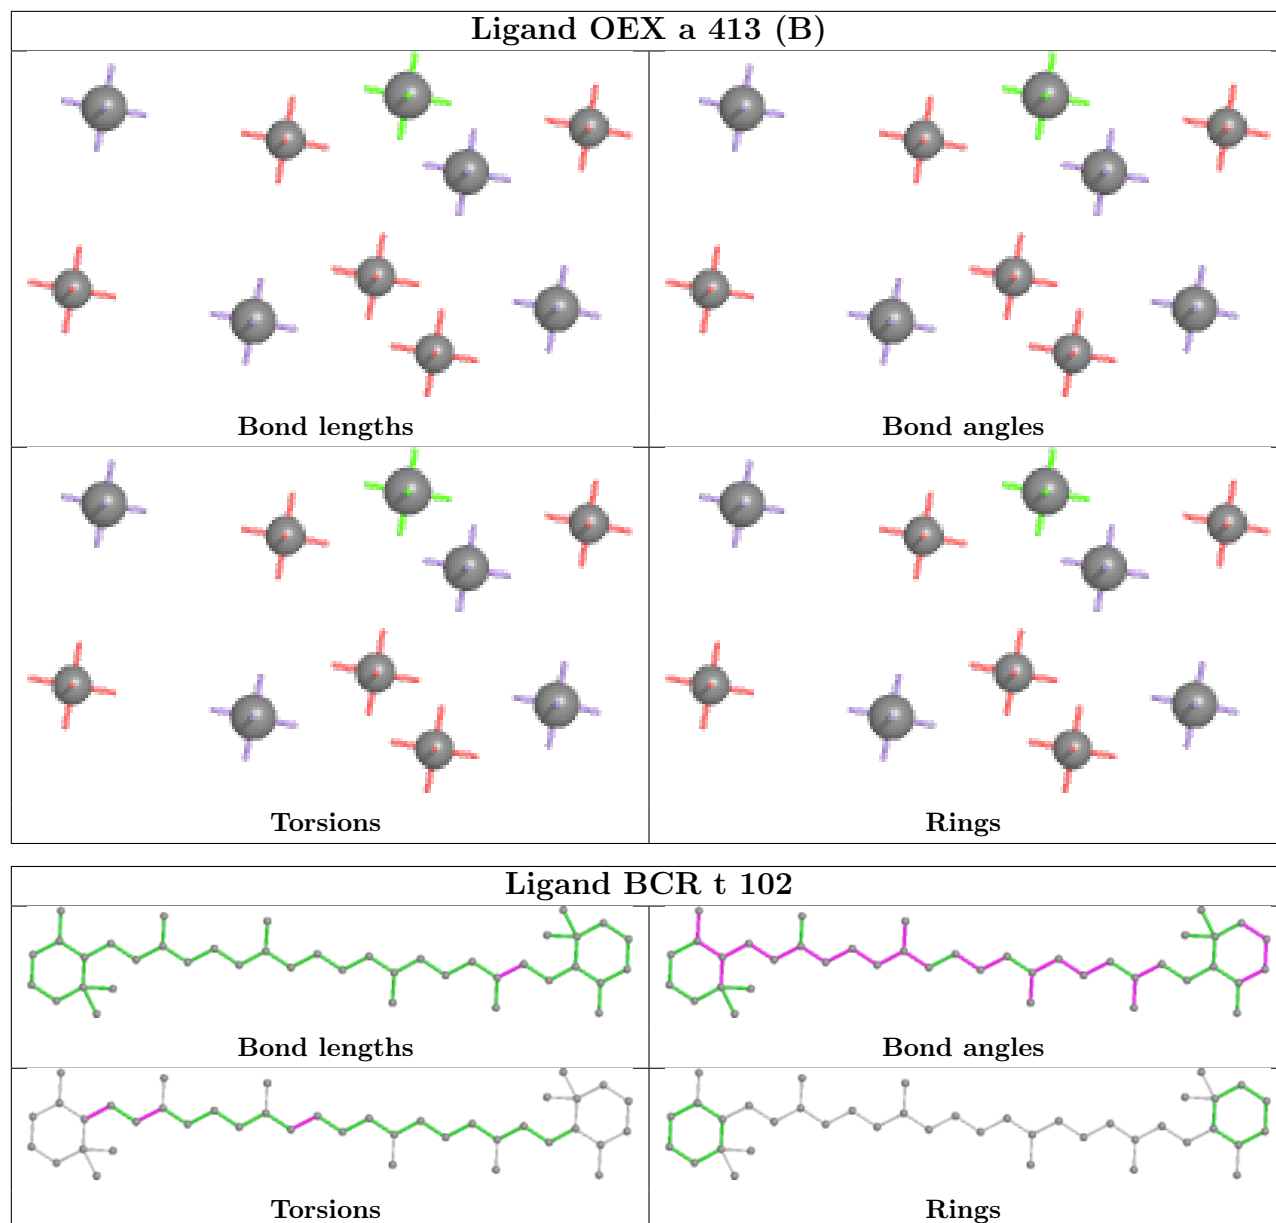 Ligand OEX a 413 (B)
Bond lengths
Bond angles
Torsions
Rings
Ligand BCR t 102
Bond lengths
Bond angles
Torsions
Rings